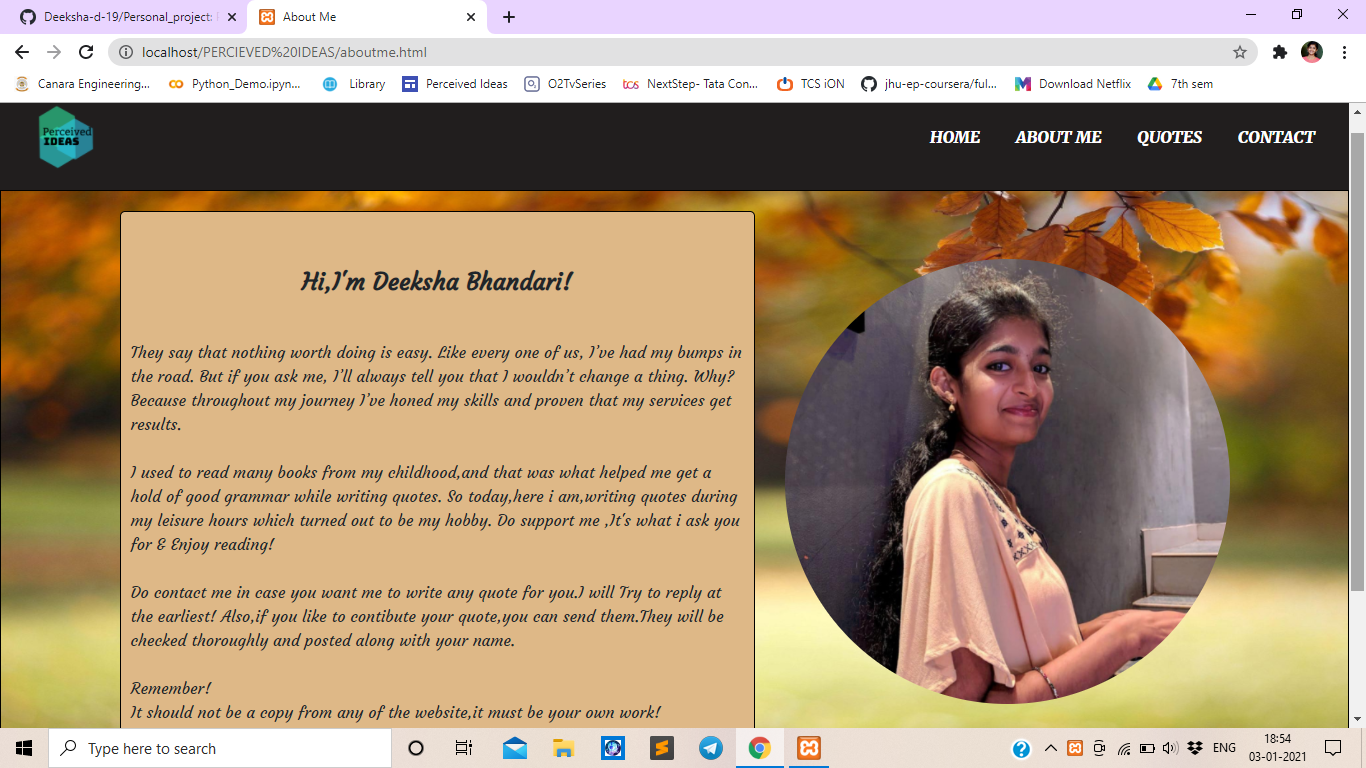 Deeksha-d-19/Personal_projects
About Me
localhost/PERCIEVED%20IDEAS/aboutme.html
Canara Engineering...
Python_Demo.ipyn...
Library
Perceived Ideas
O2TvSeries
NextStep- Tata Con...
TCS iON
jhu-ep-coursera/ful...
Download Netflix
7th sem
Perceived
IDEAS
HOME
ABOUT ME
QUOTES
CONTACT
Hi,I'm Deeksha Bhandari!
They say that nothing worth doing is easy. Like every one of us, I’ve had my bumps in
the road. But if you ask me, I’ll always tell you that I wouldn’t change a thing. Why?
Because throughout my journey I’ve honed my skills and proven that my services get
results.
I used to read many books from my childhood,and that was what helped me get a
hold of good grammar while writing quotes. So today,here i am,writing quotes during
my leisure hours which turned out to be my hobby. Do support me ,It's what i ask you
for & Enjoy reading!
Do contact me in case you want me to write any quote for you.I will Try to reply at
the earliest! Also,if you like to contibute your quote,you can send them.They will be
checked thoroughly and posted along with your name.
Remember!
It should not be a copy from any of the website,it must be your own work!
Type here to search
ENG
18:54
03-01-2021